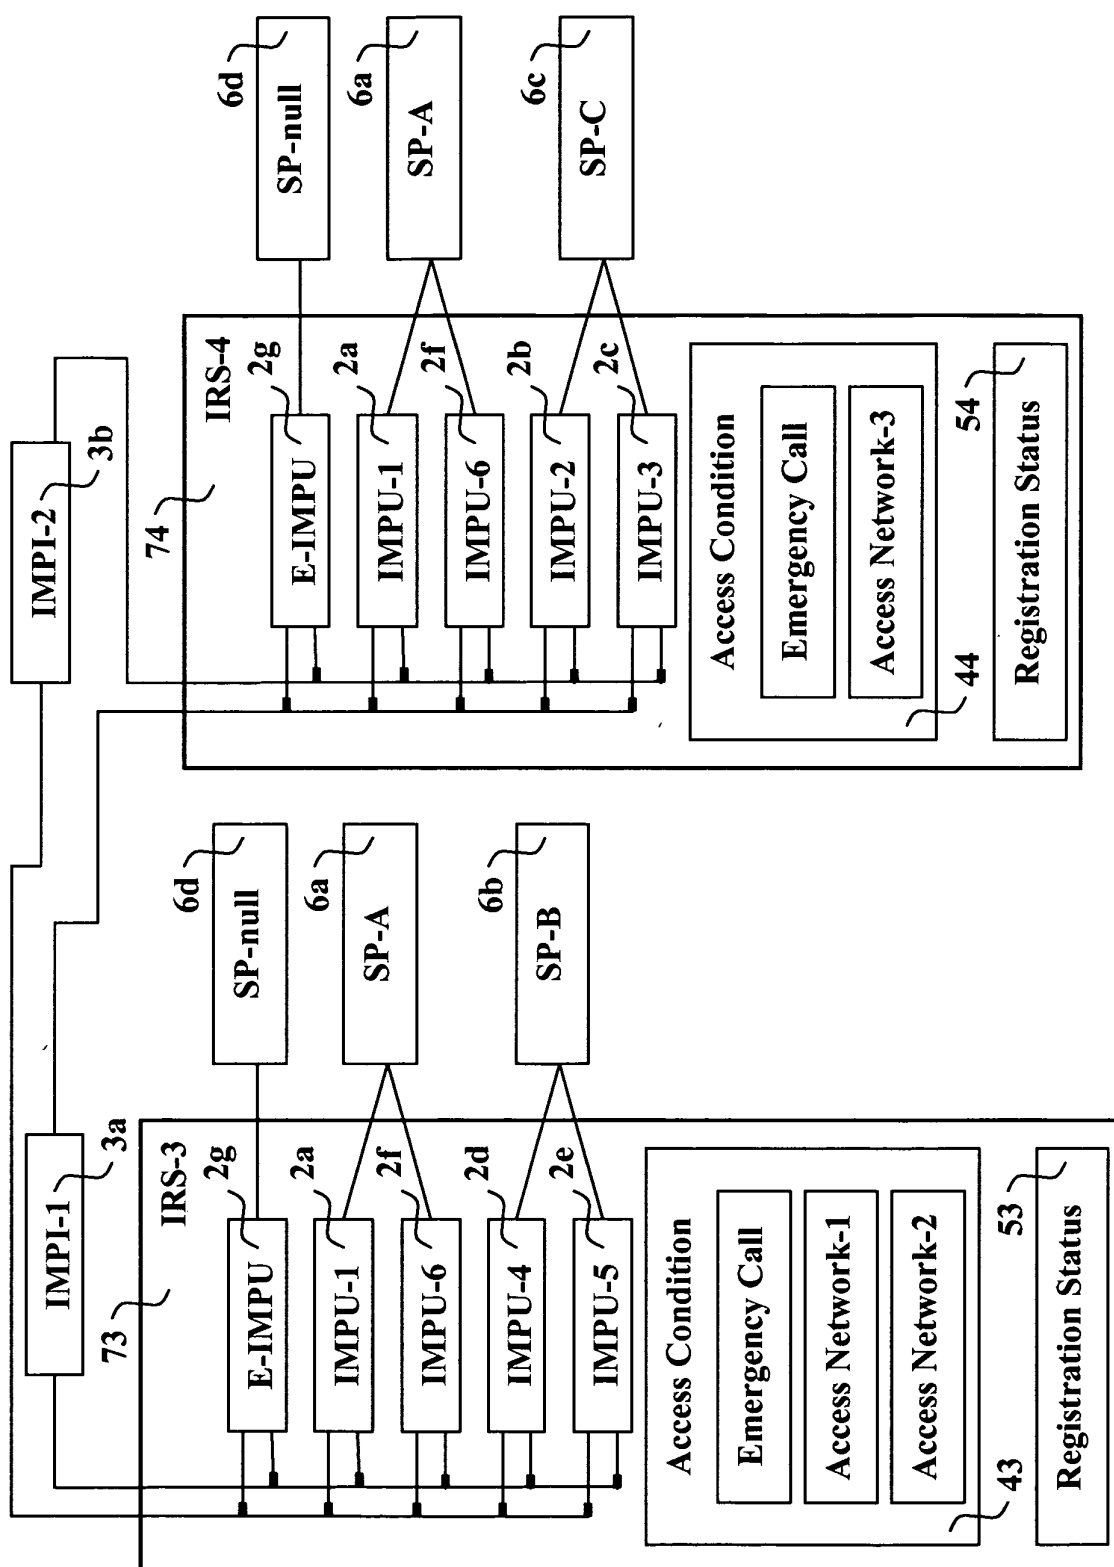 IMPI-1
3a
IMPI-2
3b
73
IRS-3
E-IMPU
2g
SP-null
6d
IMPU-1
2a
IMPU-6
2f
SP-A
6a
IMPU-4
2d
IMPU-5
2e
SP-B
6b
Access Condition
Emergency Call
Access Network-1
Access Network-2
43
Registration Status
53
74
IRS-4
E-IMPU
2g
SP-null
6d
IMPU-1
2a
IMPU-6
2f
SP-A
6a
IMPU-2
2b
IMPU-3
2c
SP-C
6c
Access Condition
Emergency Call
Access Network-3
44
Registration Status
54